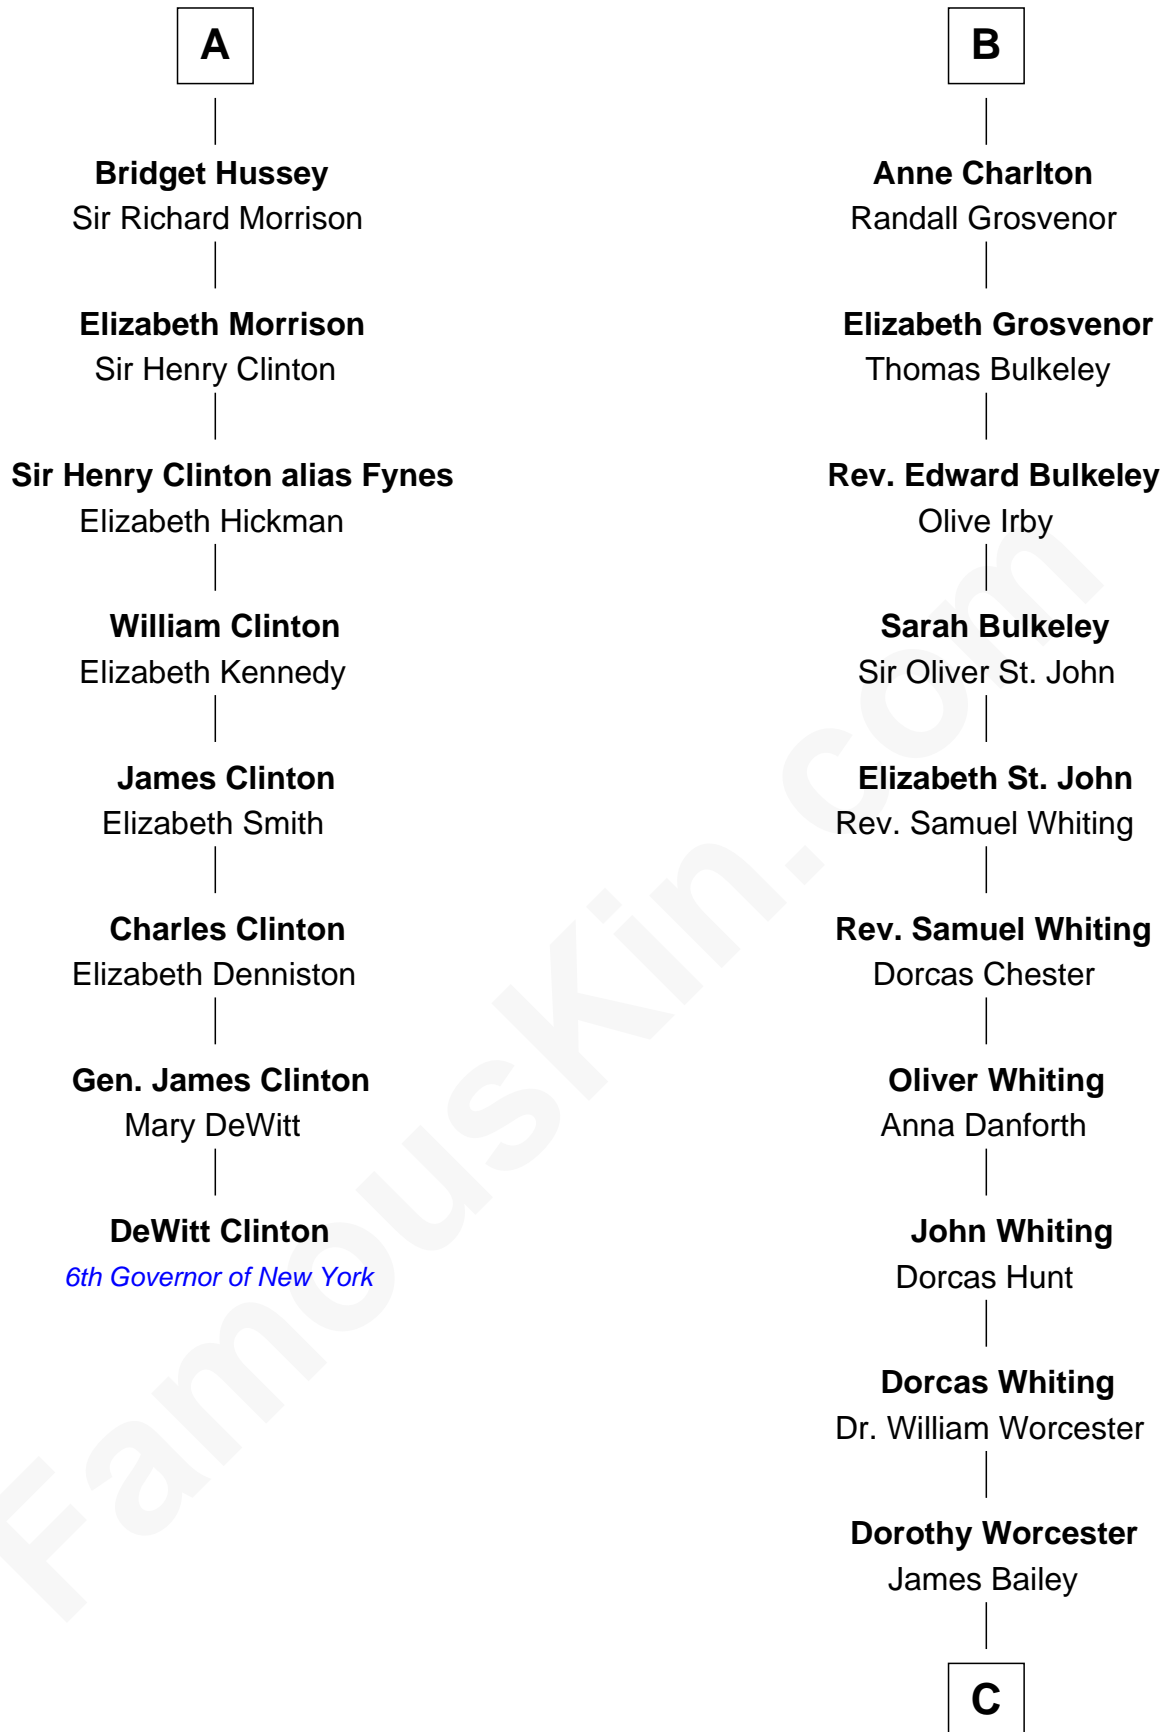 A
Bridget Hussey
Sir Richard Morrison
Elizabeth Morrison
Sir Henry Clinton
Sir Henry Clinton alias Fynes
Elizabeth Hickman
William Clinton
Elizabeth Kennedy
James Clinton
Elizabeth Smith
Charles Clinton
Elizabeth Denniston
Gen. James Clinton
Mary DeWitt
DeWitt Clinton
6th Governor of New York
B
Anne Charlton
Randall Grosvenor
Elizabeth Grosvenor
Thomas Bulkeley
Rev. Edward Bulkeley
Olive Irby
Sarah Bulkeley
Sir Oliver St. John
Elizabeth St. John
Rev. Samuel Whiting
Rev. Samuel Whiting
Dorcas Chester
Oliver Whiting
Anna Danforth
John Whiting
Dorcas Hunt
Dorcas Whiting
Dr. William Worcester
Dorothy Worcester
James Bailey
C
FamousKin.com